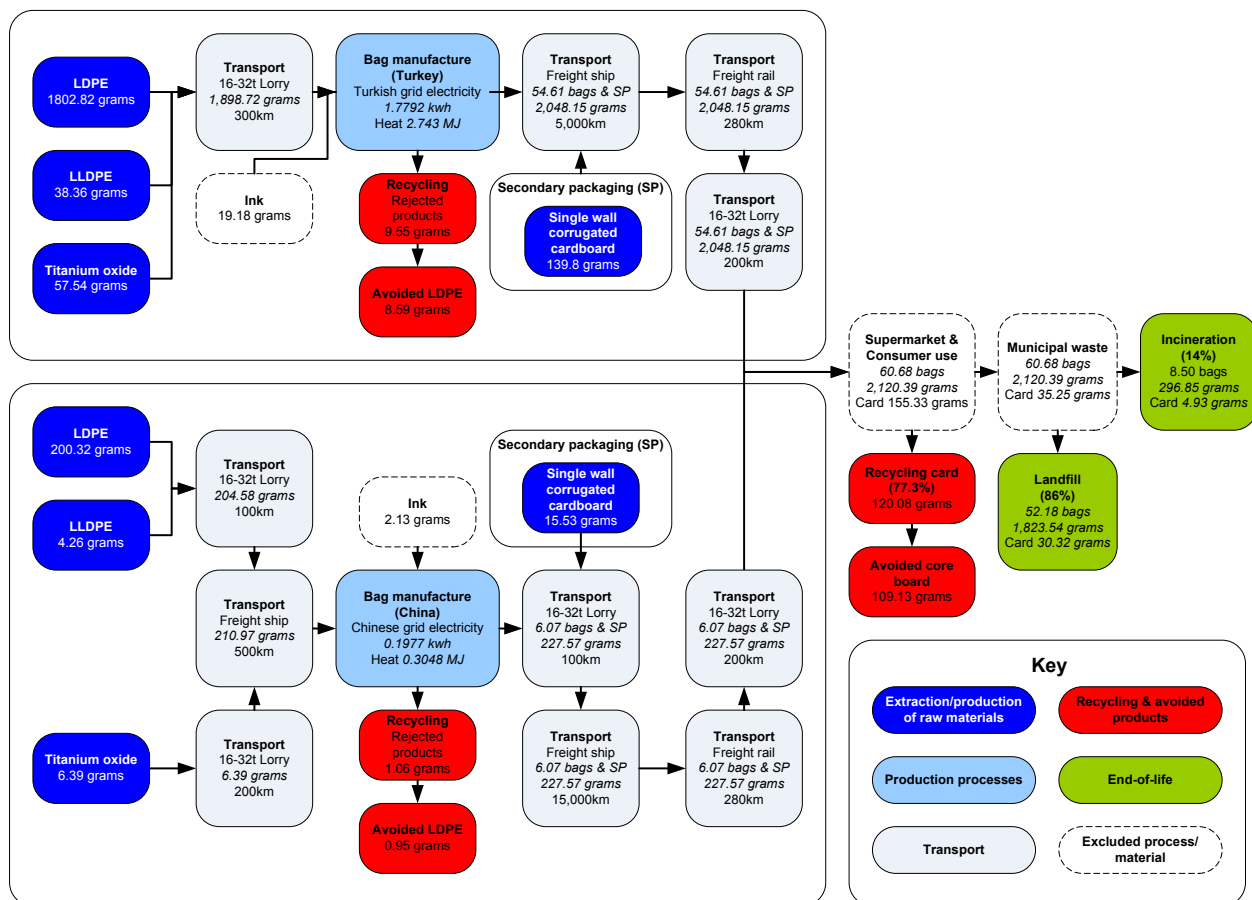 LDPE
1802.82 grams
LLDPE
38.36 grams
Titanium oxide
57.54 grams
Transport
16-32t Lorry
1,898.72 grams
300km
Ink
19.18 grams
Bag manufacture
(Turkey)
Turkish grid electricity
1.7792 kwh
Heat 2.743 MJ
Recycling
Rejected
products
9.55 grams
Avoided LDPE
8.59 grams
Transport
Freight ship
54.61 bags & SP
2,048.15 grams
5,000km
Secondary packaging (SP)
Single wall
corrugated
cardboard
139.8 grams
Transport
Freight rail
54.61 bags & SP
2,048.15 grams
280km
Transport
16-32t Lorry
54.61 bags & SP
2,048.15 grams
200km
LDPE
200.32 grams
LLDPE
4.26 grams
Titanium oxide
6.39 grams
Transport
16-32t Lorry
204.58 grams
100km
Transport
Freight ship
210.97 grams
500km
Transport
16-32t Lorry
6.39 grams
200km
Ink
2.13 grams
Bag manufacture
(China)
Chinese grid electricity
0.1977 kwh
Heat 0.3048 MJ
Recycling
Rejected
products
1.06 grams
Avoided LDPE
0.95 grams
Secondary packaging (SP)
Single wall
corrugated
cardboard
15.53 grams
Transport
16-32t Lorry
6.07 bags & SP
227.57 grams
100km
Transport
Freight ship
6.07 bags & SP
227.57 grams
15,000km
Transport
16-32t Lorry
6.07 bags & SP
227.57 grams
200km
Transport
Freight rail
6.07 bags & SP
227.57 grams
280km
Supermarket &
Consumer use
60.68 bags
2,120.39 grams
Card 155.33 grams
Municipal waste
60.68 bags
2,120.39 grams
Card 35.25 grams
Incineration
(14%)
8.50 bags
296.85 grams
Card 4.93 grams
Recycling card
(77.3%)
120.08 grams
Avoided core
board
109.13 grams
Landfill
(86%)
52.18 bags
1,823.54 grams
Card 30.32 grams
Key
Extraction/production
of raw materials
Recycling &
avoided
products
Production processes
End-of-life
Transport
Excluded process/
material